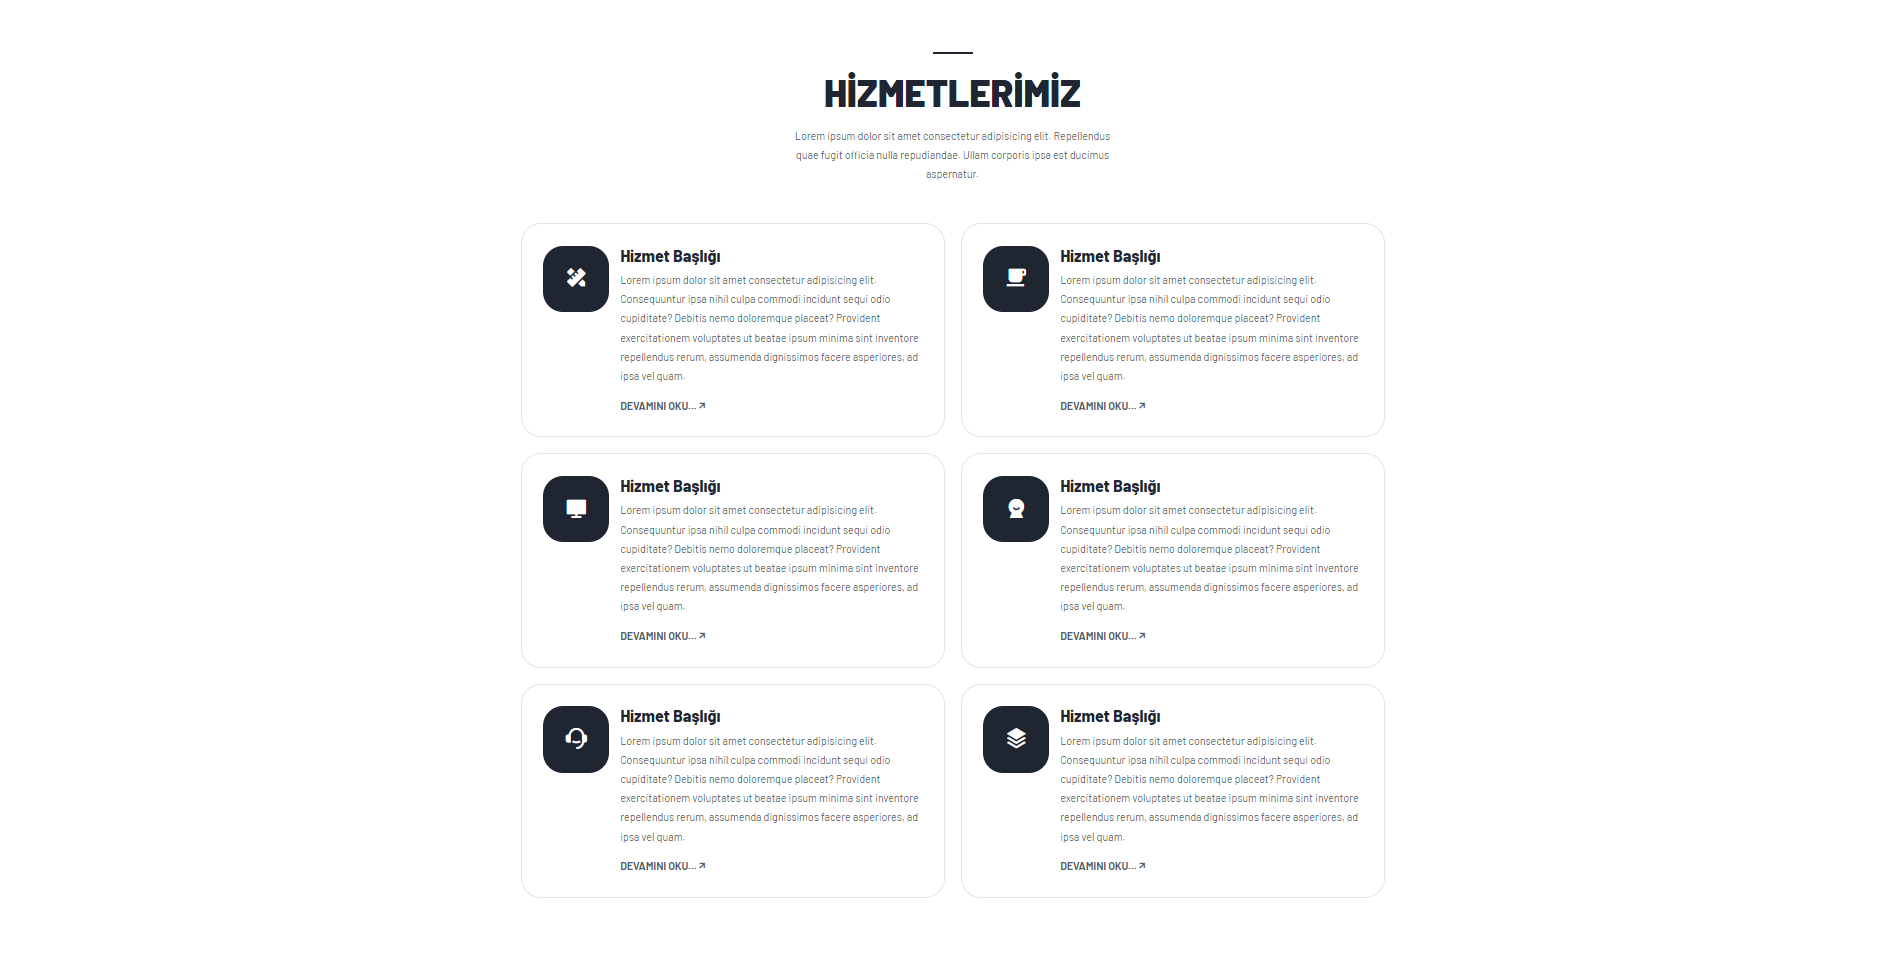 HİZMETLERİMİZ
Lorem ipsum dolor sit amet consectetur adipisicing elit. Repellendus
quae fugit officia nulla repudiandae. Ullam corporis ipsa est ducimus
aspernatur.
Hizmet Başlığı
Lorem ipsum dolor sit amet consectetur adipisicing elit.
Consequuntur ipsa nihil culpa commodi incidunt sequi odio
cupiditate? Debitis nemo doloremque placeat? Provident
exercitationem voluptates ut beatae ipsum minima sint inventore
repellendus rerum, assumenda dignissimos facere asperiores, ad
ipsa vel quam.
DEVAMINI OKU...
Hizmet Başlığı
Lorem ipsum dolor sit amet consectetur adipisicing elit.
Consequuntur ipsa nihil culpa commodi incidunt sequi odio
cupiditate? Debitis nemo doloremque placeat? Provident
exercitationem voluptates ut beatae ipsum minima sint inventore
repellendus rerum, assumenda dignissimos facere asperiores, ad
ipsa vel quam.
DEVAMINI OKU...
Hizmet Başlığı
Lorem ipsum dolor sit amet consectetur adipisicing elit.
Consequuntur ipsa nihil culpa commodi incidunt sequi odio
cupiditate? Debitis nemo doloremque placeat? Provident
exercitationem voluptates ut beatae ipsum minima sint inventore
repellendus rerum, assumenda dignissimos facere asperiores, ad
ipsa vel quam.
DEVAMINI OKU...
Hizmet Başlığı
Lorem ipsum dolor sit amet consectetur adipisicing elit.
Consequuntur ipsa nihil culpa commodi incidunt sequi odio
cupiditate? Debitis nemo doloremque placeat? Provident
exercitationem voluptates ut beatae ipsum minima sint inventore
repellendus rerum, assumenda dignissimos facere asperiores, ad
ipsa vel quam.
DEVAMINI OKU...
Hizmet Başlığı
Lorem ipsum dolor sit amet consectetur adipisicing elit.
Consequuntur ipsa nihil culpa commodi incidunt sequi odio
cupiditate? Debitis nemo doloremque placeat? Provident
exercitationem voluptates ut beatae ipsum minima sint inventore
repellendus rerum, assumenda dignissimos facere asperiores, ad
ipsa vel quam.
DEVAMINI OKU...
Hizmet Başlığı
Lorem ipsum dolor sit amet consectetur adipisicing elit.
Consequuntur ipsa nihil culpa commodi incidunt sequi odio
cupiditate? Debitis nemo doloremque placeat? Provident
exercitationem voluptates ut beatae ipsum minima sint inventore
repellendus rerum, assumenda dignissimos facere asperiores, ad
ipsa vel quam.
DEVAMINI OKU...